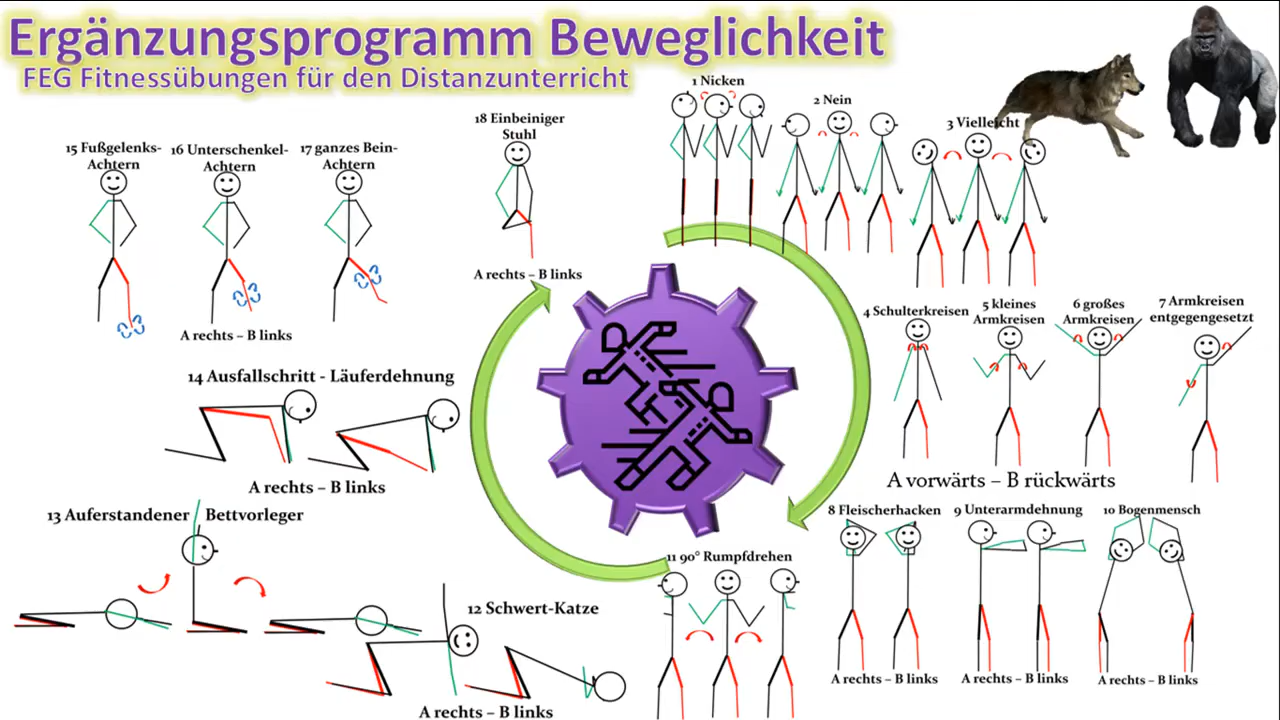 Ergänzungsprogramm Beweglichkeit
FEG Fitnessübungen für den Distanzunterricht
1 Nicken
2 Nein
3 Vielleicht
4 Schulterkreisen
5 kleines
Armkreisen
6 großes
Armkreisen
7 Armkreisen
entgegengesetzt
A vorwärts – B rückwärts
8 Fleischerhacken
A rechts – B links
9 Unterarmdehnung
A rechts – B links
10 Bogenmensch
A rechts – B links
11 90° Rumpfdrehen
12 Schwert-Katze
A rechts – B links
13 Auferstandener Bettvorleger
14 Ausfallschritt - Läuferdehnung
A rechts – B links
15 Fußgelenks-
Achtern
16 Unterschenkel-
Achtern
17 ganzes Bein-
Achtern
A rechts – B links
18 Einbeiniger
Stuhl
A rechts – B links